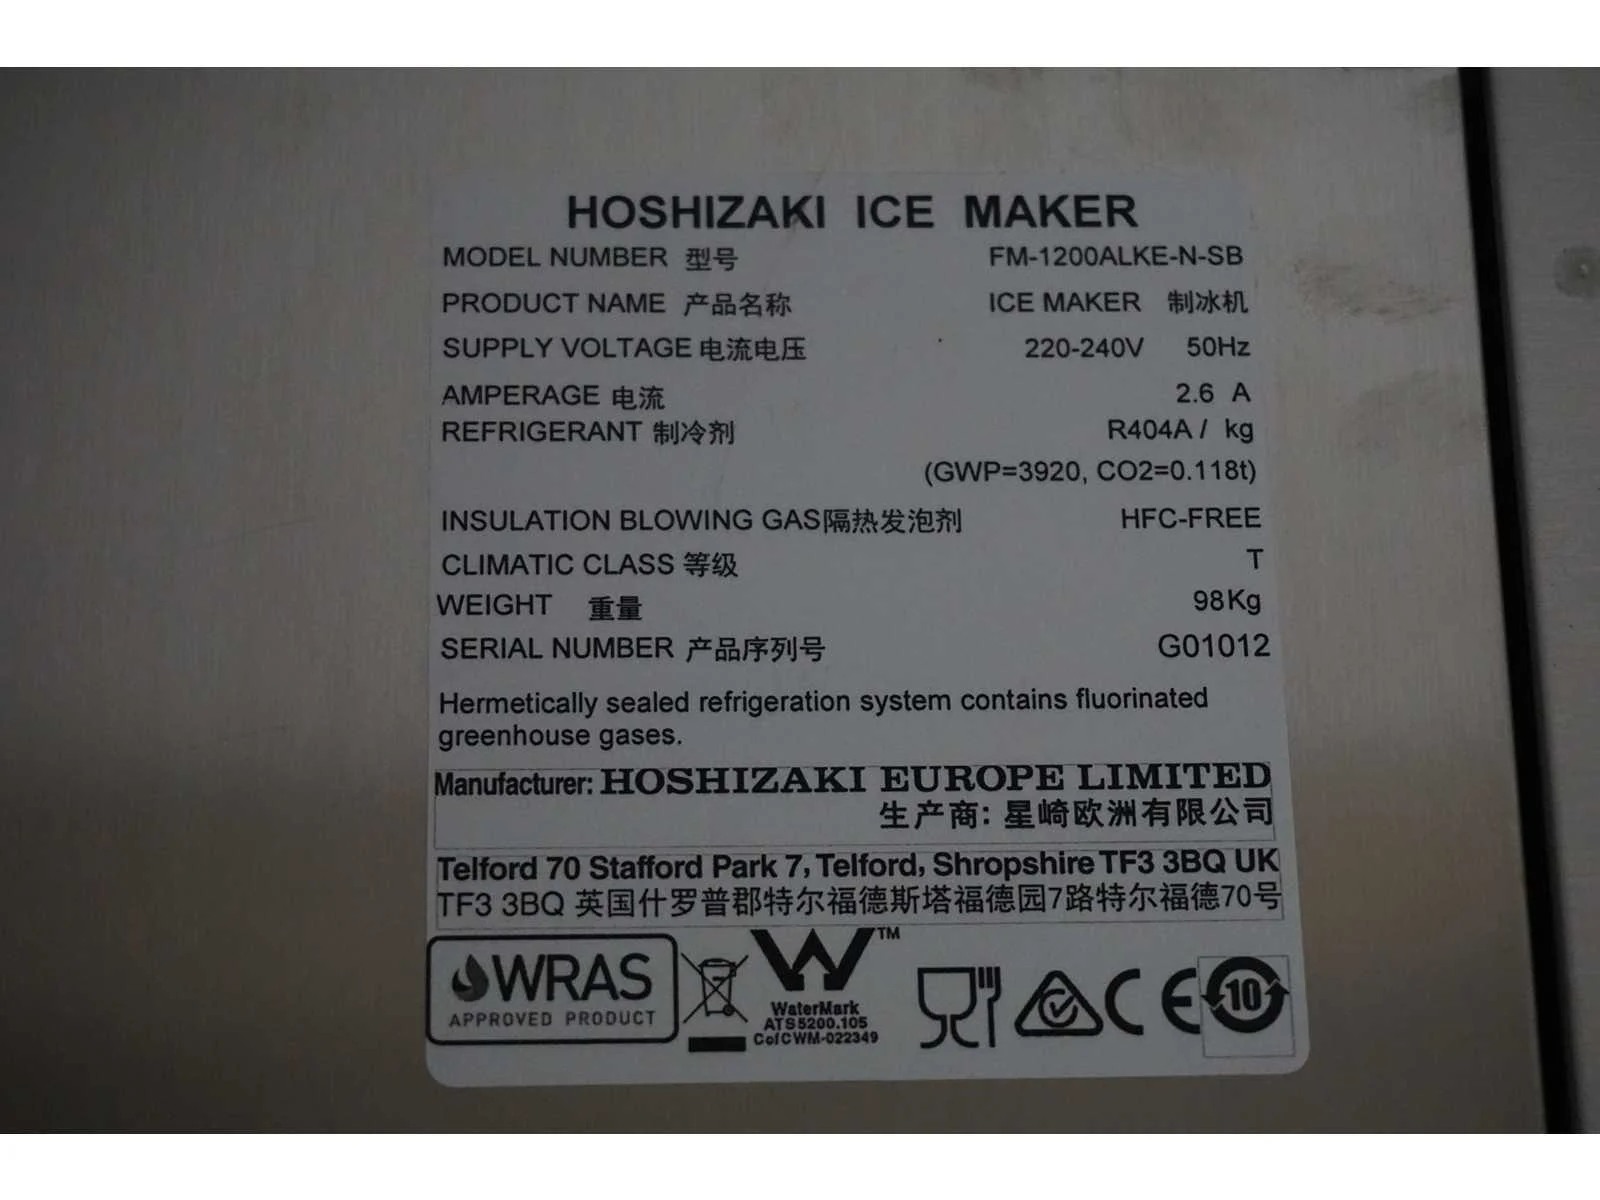 HOSHIZAKI ICE MAKER
MODEL NUMBER 型号 FM-1200ALKE-N-SB
PRODUCT NAME 产品名称 ICE MAKER 制冰机
SUPPLY VOLTAGE 电流电压 220-240V 50Hz
AMPERAGE 电流 2.6 A
REFRIGERANT 制冷剂 R404A / kg
(GWP=3920, CO2=0.118t)
INSULATION BLOWING GAS隔热发泡剂 HFC-FREE
CLIMATIC CLASS 等级 T
WEIGHT 重量 98Kg
SERIAL NUMBER 产品序列号 G01012
Hermetically sealed refrigeration system contains fluorinated
greenhouse gases.
Manufacturer: HOSHIZAKI EUROPE LIMITED
生产商: 星崎欧洲有限公司
Telford 70 Stafford Park 7, Telford, Shropshire TF3 3BQ UK
TF3 3BQ 英国什罗普郡特尔福德斯塔福德园7路特尔福德70号
WRAS
APPROVED PRODUCT
TM
WaterMark
ATS5200.105
CofCWM-022349
CE
10